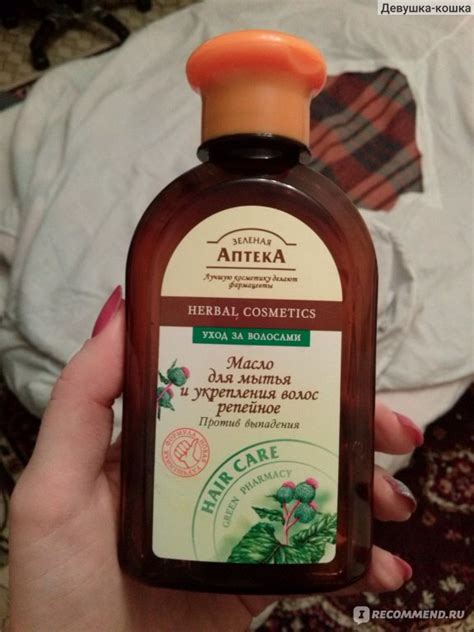 Девушка-кошка
ЗЕЛЕНАЯ
АПТЕКА
Лучшую косметику делают
фармацевты
HERBAL COSMETICS
УХОД ЗА ВОЛОСАМИ
Масло
для мытья
и укрепления волос
репейное
Против выпадения
HAIR CARE
GREEN PHARMACY
IRECOMMEND.RU